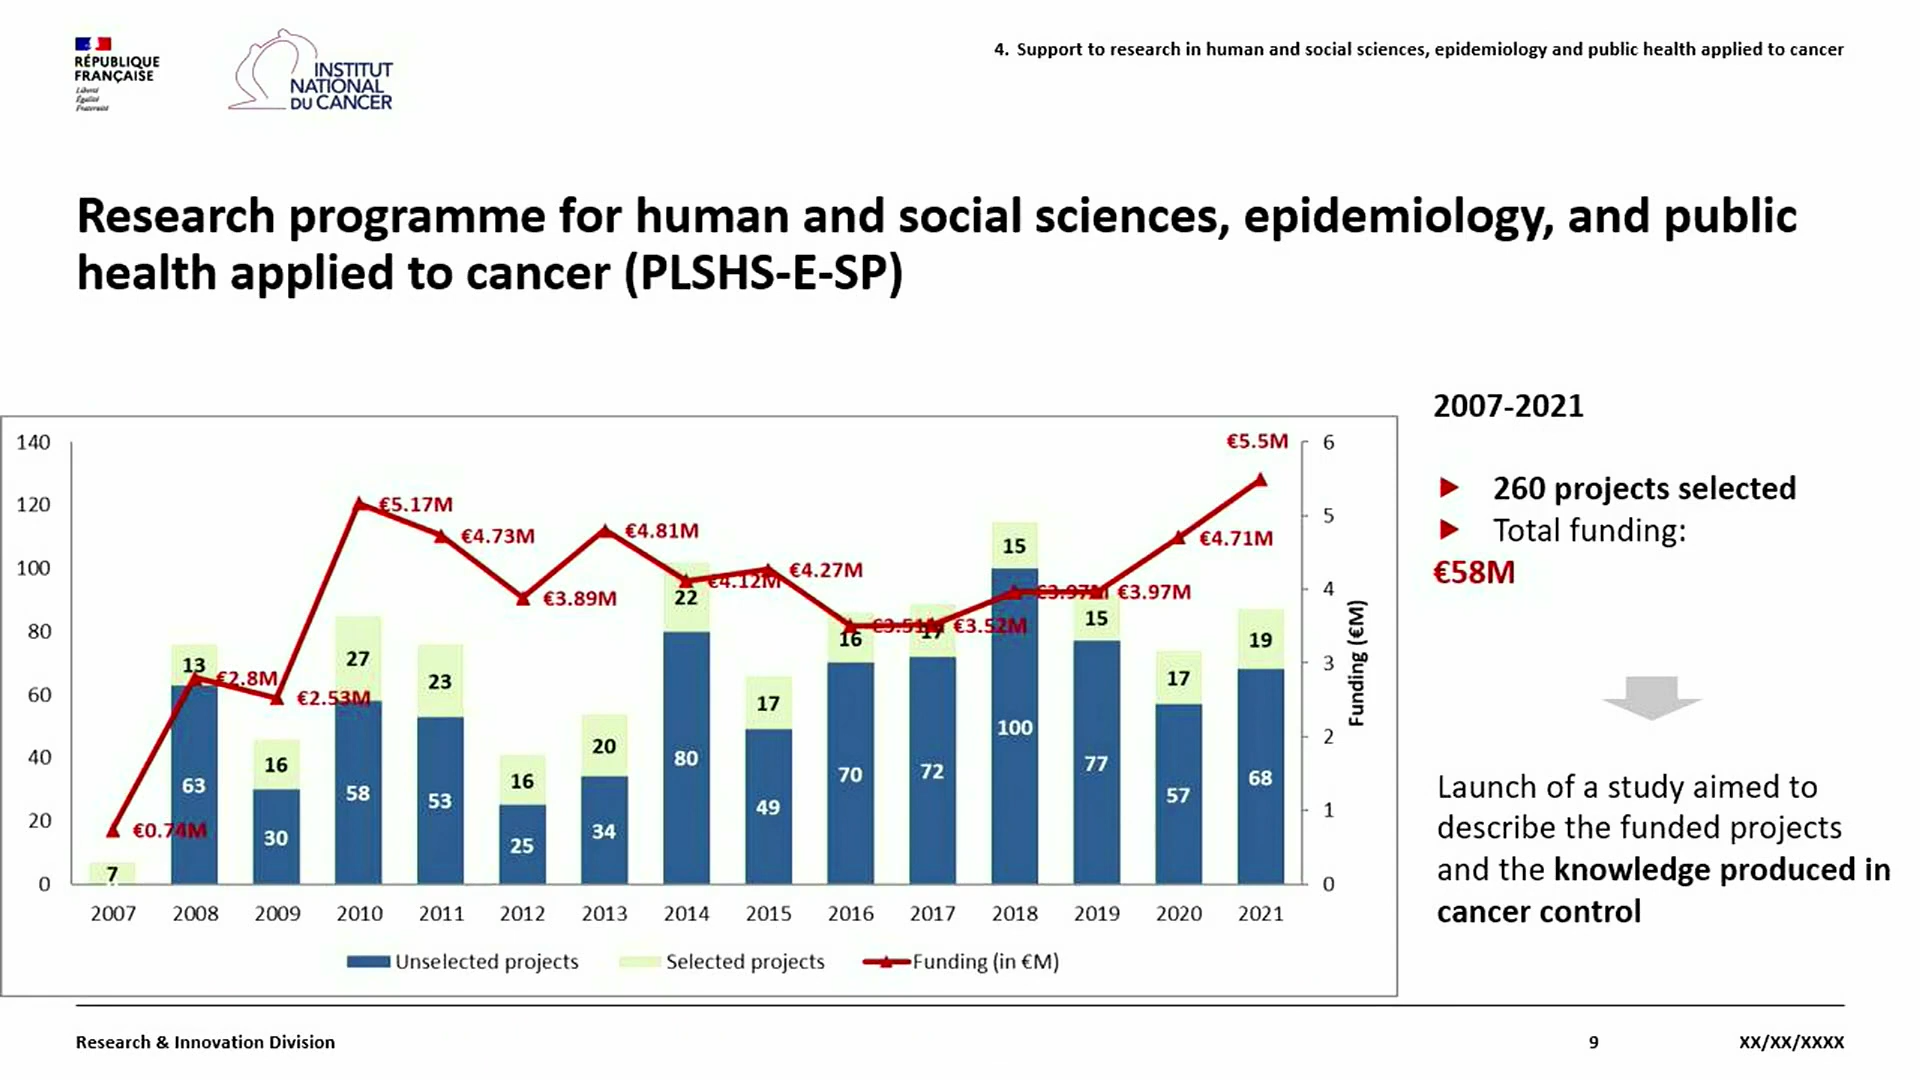 RÉPUBLIQUE
FRANÇAISE
Liberté
Égalité
Fraternité
INSTITUT
NATIONAL
DU CANCER
4. Support to research in human and social sciences, epidemiology and public health applied to cancer
Research programme for human and social sciences, epidemiology, and public
health applied to cancer (PLSHS-E-SP)
140
120
100
80
60
40
20
0
€0.74M
€2.8M
€2.53M
€5.17M
€4.73M
€3.89M
€4.81M
€4.12M
€4.27M
€3.51M
€3.52M
€3.97M
€3.97M
€4.71M
€5.5M
7
13
16
27
23
16
20
22
17
16
17
15
15
17
19
63
30
58
53
25
34
80
49
70
72
100
77
57
68
6
5
4
3
2
1
0
Funding (€M)
2007 2008 2009 2010 2011 2012 2013 2014 2015 2016 2017 2018 2019 2020 2021
Unselected projects Selected projects Funding (in €M)
2007-2021
260 projects selected
Total funding:
€58M
Launch of a study aimed to
describe the funded projects
and the knowledge produced in
cancer control
Research & Innovation Division
9
XX/XX/XXXX